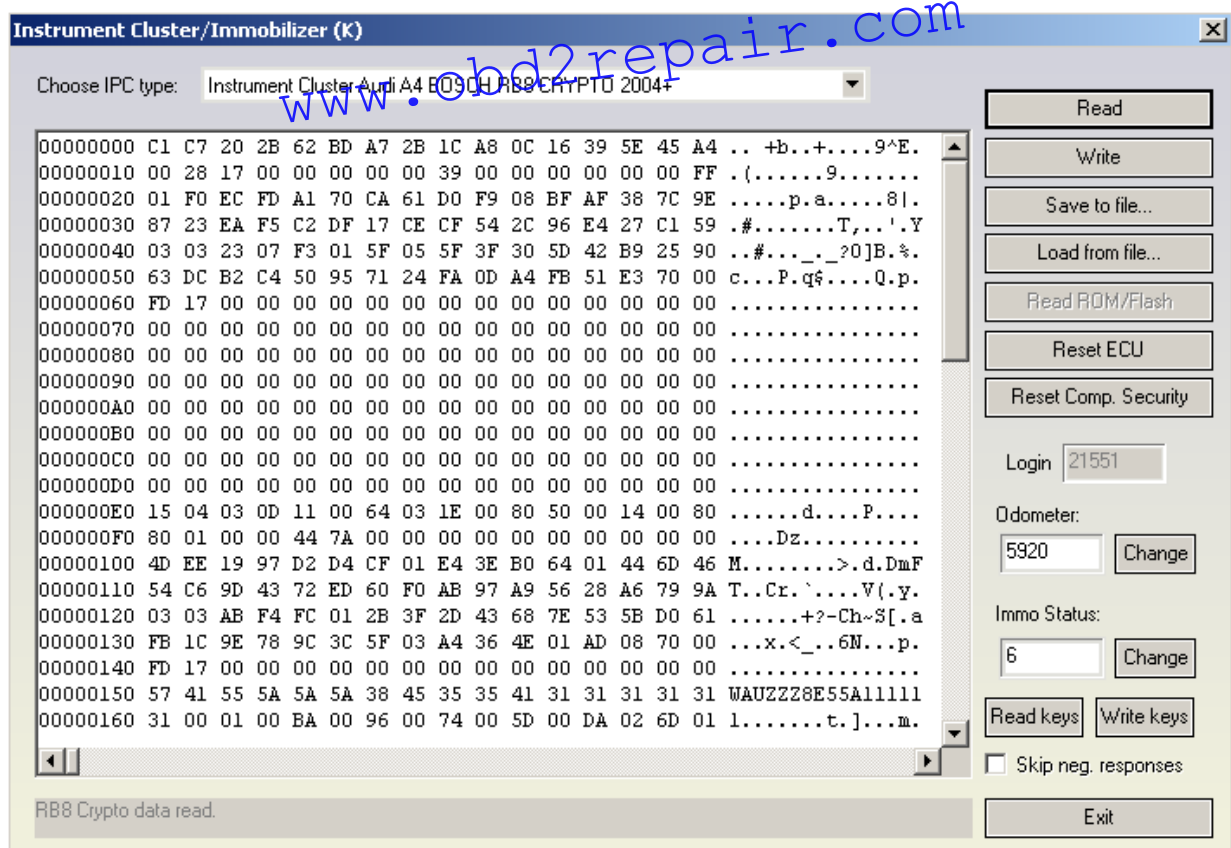 Instrument Cluster/Immobilizer (K)
www.obd2repair.com
Choose IPC type: Instrument Cluster Audi A4 BOSCH RB8 CRYPTO 2004+
00000000 C1 C7 20 2B 62 BD A7 2B 1C A8 0C 16 39 5E 45 A4 .. +b..+....9^E.
00000010 00 28 17 00 00 00 00 00 39 00 00 00 00 00 00 FF .(......9.......
00000020 01 F0 EC FD A1 70 CA 61 D0 F9 08 BF AF 38 7C 9E .....p.a.....8|.
00000030 87 23 EA F5 C2 DF 17 CE CF 54 2C 96 E4 27 C1 59 .#.......T,..'.Y
00000040 03 03 23 07 F3 01 5F 05 5F 3F 30 5D 42 B9 25 90 ..#..._._?0]B.%.
00000050 63 DC B2 C4 50 95 71 24 FA 0D A4 FB 51 E3 70 00 c...P.q$....Q.p.
00000060 FD 17 00 00 00 00 00 00 00 00 00 00 00 00 00 00 ................
00000070 00 00 00 00 00 00 00 00 00 00 00 00 00 00 00 00 ................
00000080 00 00 00 00 00 00 00 00 00 00 00 00 00 00 00 00 ................
00000090 00 00 00 00 00 00 00 00 00 00 00 00 00 00 00 00 ................
000000A0 00 00 00 00 00 00 00 00 00 00 00 00 00 00 00 00 ................
000000B0 00 00 00 00 00 00 00 00 00 00 00 00 00 00 00 00 ................
000000C0 00 00 00 00 00 00 00 00 00 00 00 00 00 00 00 00 ................
000000D0 00 00 00 00 00 00 00 00 00 00 00 00 00 00 00 00 ................
000000E0 15 04 03 0D 11 00 64 03 1E 00 80 50 00 14 00 80 ......d....P....
000000F0 80 01 00 00 44 7A 00 00 00 00 00 00 00 00 00 00 ....Dz..........
00000100 4D EE 19 97 D2 D4 CF 01 E4 3E B0 64 01 44 6D 46 M........>.d.DmF
00000110 54 C6 9D 43 72 ED 60 F0 AB 97 A9 56 28 A6 79 9A T..Cr.`....V(.y.
00000120 03 03 AB F4 FC 01 2B 3F 2D 43 68 7E 53 5B D0 61 ......+?-Ch~S[.a
00000130 FB 1C 9E 78 9C 3C 5F 03 A4 36 4E 01 AD 08 70 00 ...x.<_..6N...p.
00000140 FD 17 00 00 00 00 00 00 00 00 00 00 00 00 00 00 ................
00000150 57 41 55 5A 5A 5A 38 45 35 35 41 31 31 31 31 31 WAUZZZ8E55A11111
00000160 31 00 01 00 BA 00 96 00 74 00 5D 00 DA 02 6D 01 1.......t.]...m.
RB8 Crypto data read.
Read
Write
Save to file...
Load from file...
Read ROM/Flash
Reset ECU
Reset Comp. Security
Login 21551
Odometer:
5920 Change
Immo Status:
6 Change
Read keys Write keys
Skip neg. responses
Exit